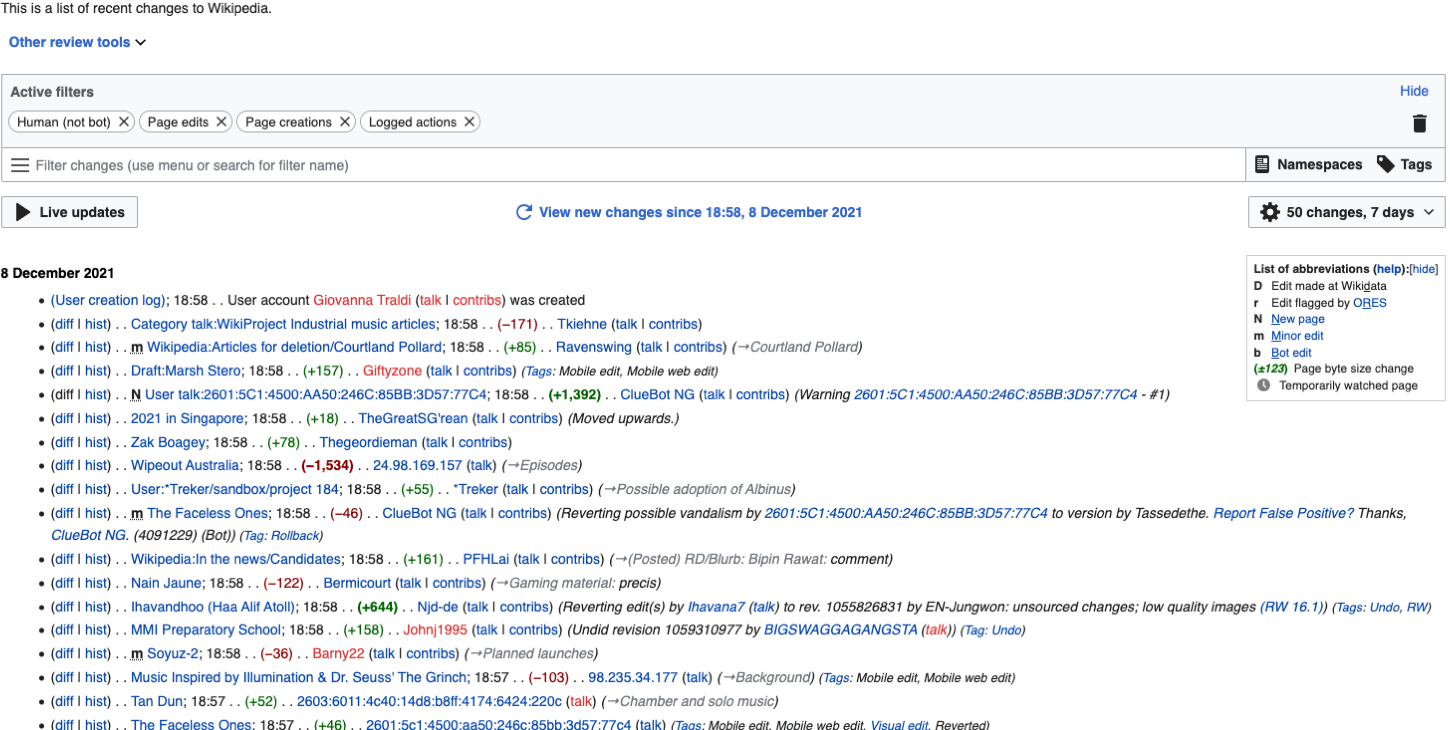 This is a list of recent changes to Wikipedia.
Other review tools
Active filters
Hide
Human (not bot) Page edits Page creations Logged actions
Filter changes (use menu or search for filter name)
Namespaces Tags
Live updates
View new changes since 18:58, 8 December 2021
50 changes, 7 days
8 December 2021
List of abbreviations (help):[hide]
D Edit made at Wikidata
r Edit flagged by ORES
N New page
m Minor edit
b Bot edit
(±123) Page byte size change
Temporarily watched page
• (User creation log); 18:58 . . User account Giovanna Traldi (talk | contribs) was created
• (diff | hist) . . Category talk:WikiProject Industrial music articles; 18:58 . . (−171) . . Tkiehne (talk | contribs)
• (diff | hist) . . m Wikipedia:Articles for deletion/Courtland Pollard; 18:58 . . (+85) . . Ravenswing (talk | contribs) (→Courtland Pollard)
• (diff | hist) . . Draft:Marsh Stero; 18:58 . . (+157) . . Giftyzone (talk | contribs) (Tags: Mobile edit, Mobile web edit)
• (diff | hist) . . N User talk:2601:5C1:4500:AA50:246C:85BB:3D57:77C4; 18:58 . . (+1,392) . . ClueBot NG (talk | contribs) (Warning 2601:5C1:4500:AA50:246C:85BB:3D57:77C4 - #1)
• (diff | hist) . . 2021 in Singapore; 18:58 . . (+18) . . TheGreatSG'rean (talk | contribs) (Moved upwards.)
• (diff | hist) . . Zak Boagey; 18:58 . . (+78) . . Thegeordieman (talk | contribs)
• (diff | hist) . . Wipeout Australia; 18:58 . . (−1,534) . . 24.98.169.157 (talk) (→Episodes)
• (diff | hist) . . User:*Treker/sandbox/project 184; 18:58 . . (+55) . . *Treker (talk | contribs) (→Possible adoption of Albinus)
• (diff | hist) . . m The Faceless Ones; 18:58 . . (−46) . . ClueBot NG (talk | contribs) (Reverting possible vandalism by 2601:5C1:4500:AA50:246C:85BB:3D57:77C4 to version by Tassedethe. Report False Positive? Thanks,
ClueBot NG. (4091229) (Bot)) (Tag: Rollback)
• (diff | hist) . . Wikipedia:In the news/Candidates; 18:58 . . (+161) . . PFHLai (talk | contribs) (→(Posted) RD/Blurb: Bipin Rawat: comment)
• (diff | hist) . . Nain Jaune; 18:58 . . (−122) . . Bermicourt (talk | contribs) (→Gaming material: precis)
• (diff | hist) . . Ihavandhoo (Haa Alif Atoll); 18:58 . . (+644) . . Njd-de (talk | contribs) (Reverting edit(s) by Ihavana7 (talk) to rev. 1055826831 by EN-Jungwon: unsourced changes; low quality images (RW 16.1)) (Tags: Undo, RW)
• (diff | hist) . . MMI Preparatory School; 18:58 . . (+158) . . Johnj1995 (talk | contribs) (Undid revision 1059310977 by BIGSWAGGAGANGSTA (talk)) (Tag: Undo)
• (diff | hist) . . m Soyuz-2; 18:58 . . (−36) . . Barny22 (talk | contribs) (→Planned launches)
• (diff | hist) . . Music Inspired by Illumination & Dr. Seuss' The Grinch; 18:57 . . (−103) . . 98.235.34.177 (talk) (→Background) (Tags: Mobile edit, Mobile web edit)
• (diff | hist) . . Tan Dun; 18:57 . . (+52) . . 2603:6011:4c40:14d8:b8ff:4174:6424:220c (talk) (→Chamber and solo music)
• (diff | hist) . . The Faceless Ones; 18:57 . . (+46) . . 2601:5c1:4500:aa50:246c:85bb:3d57:77c4 (talk) (Tags: Mobile edit, Mobile web edit, Visual edit, Reverted)